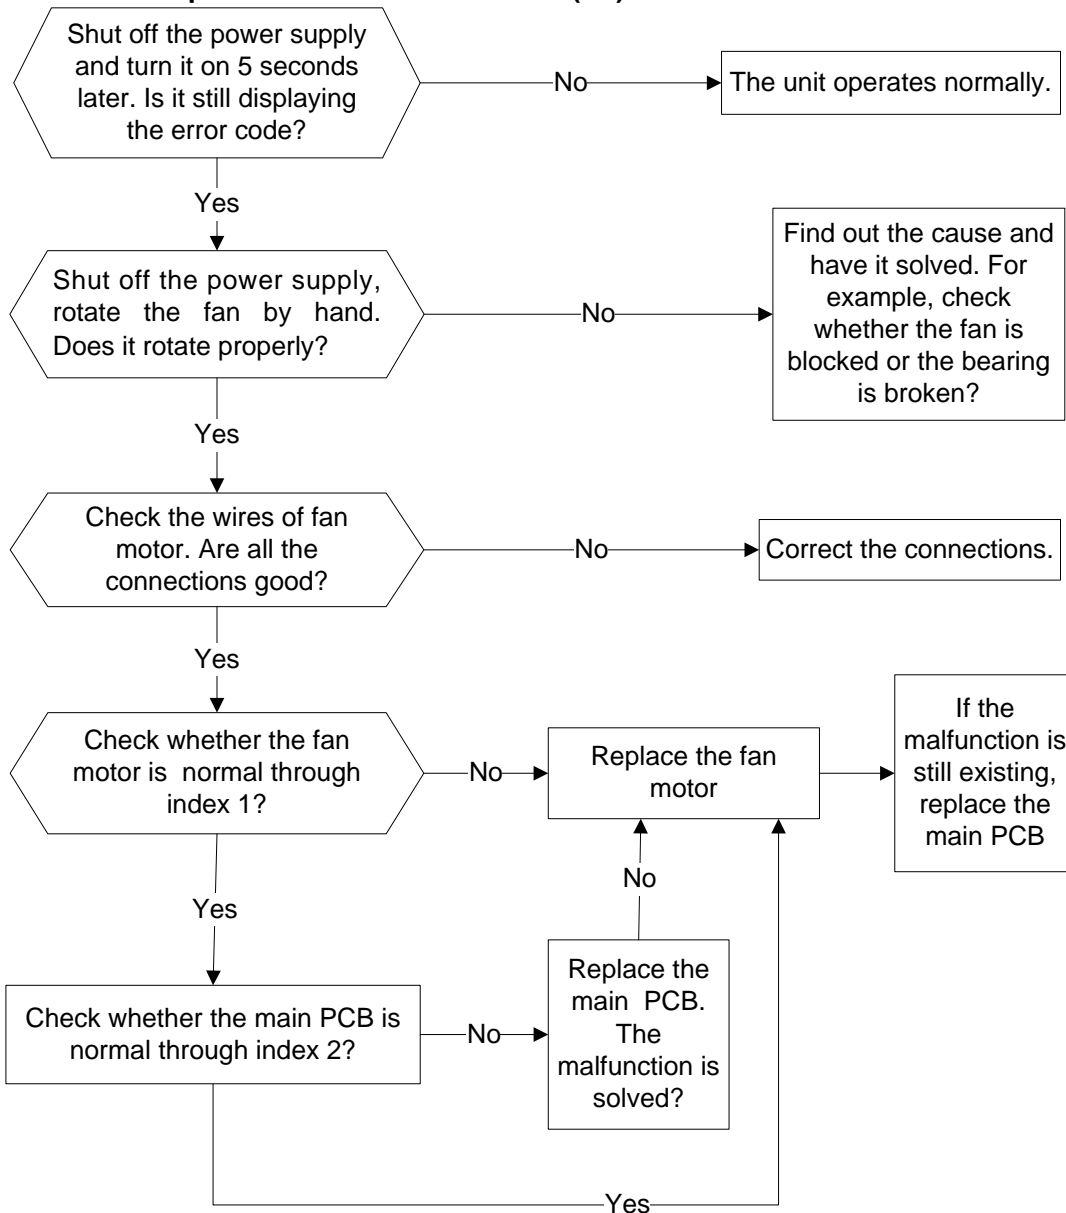 Shut off the power supply
and turn it on 5 seconds
later. Is it still displaying
the error code?
No
The unit operates normally.
Yes
Shut off the power supply,
rotate the fan by hand.
Does it rotate properly?
No
Find out the cause and
have it solved. For
example, check
whether the fan is
blocked or the bearing
is broken?
Yes
Check the wires of fan
motor. Are all the
connections good?
No
Correct the connections.
Yes
Check whether the fan
motor is normal through
index 1?
No
Replace the fan
motor
If the
malfunction is
still existing,
replace the
main PCB
Yes
No
Check whether the main PCB is
normal through index 2?
No
Replace the
main PCB.
The
malfunction is
solved?
Yes